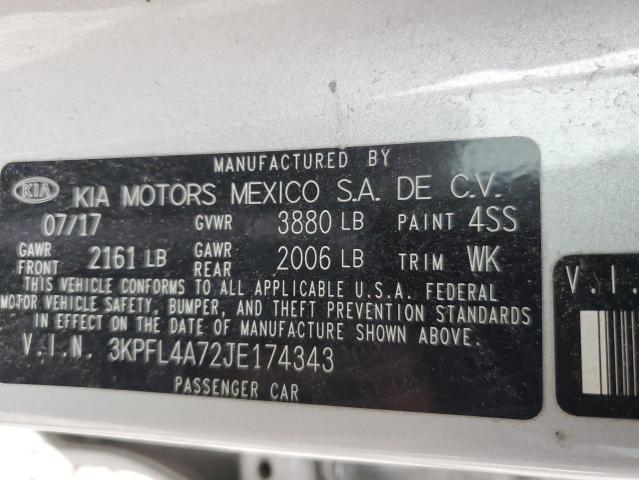 MANUFACTURED BY
KIA KIA MOTORS MEXICO S.A. DE C.V.
07/17 GVWR 3880 LB PAINT 4SS
GAWR FRONT 2161 LB GAWR REAR 2006 LB TRIM WK
THIS VEHICLE CONFORMS TO ALL APPLICABLE U.S.A. FEDERAL
MOTOR VEHICLE SAFETY, BUMPER, AND THEFT PREVENTION STANDARDS
IN EFFECT ON THE DATE OF MANUFACTURE SHOWN ABOVE.
V.I.N. 3KPFL4A72JE174343
PASSENGER CAR
V.I.